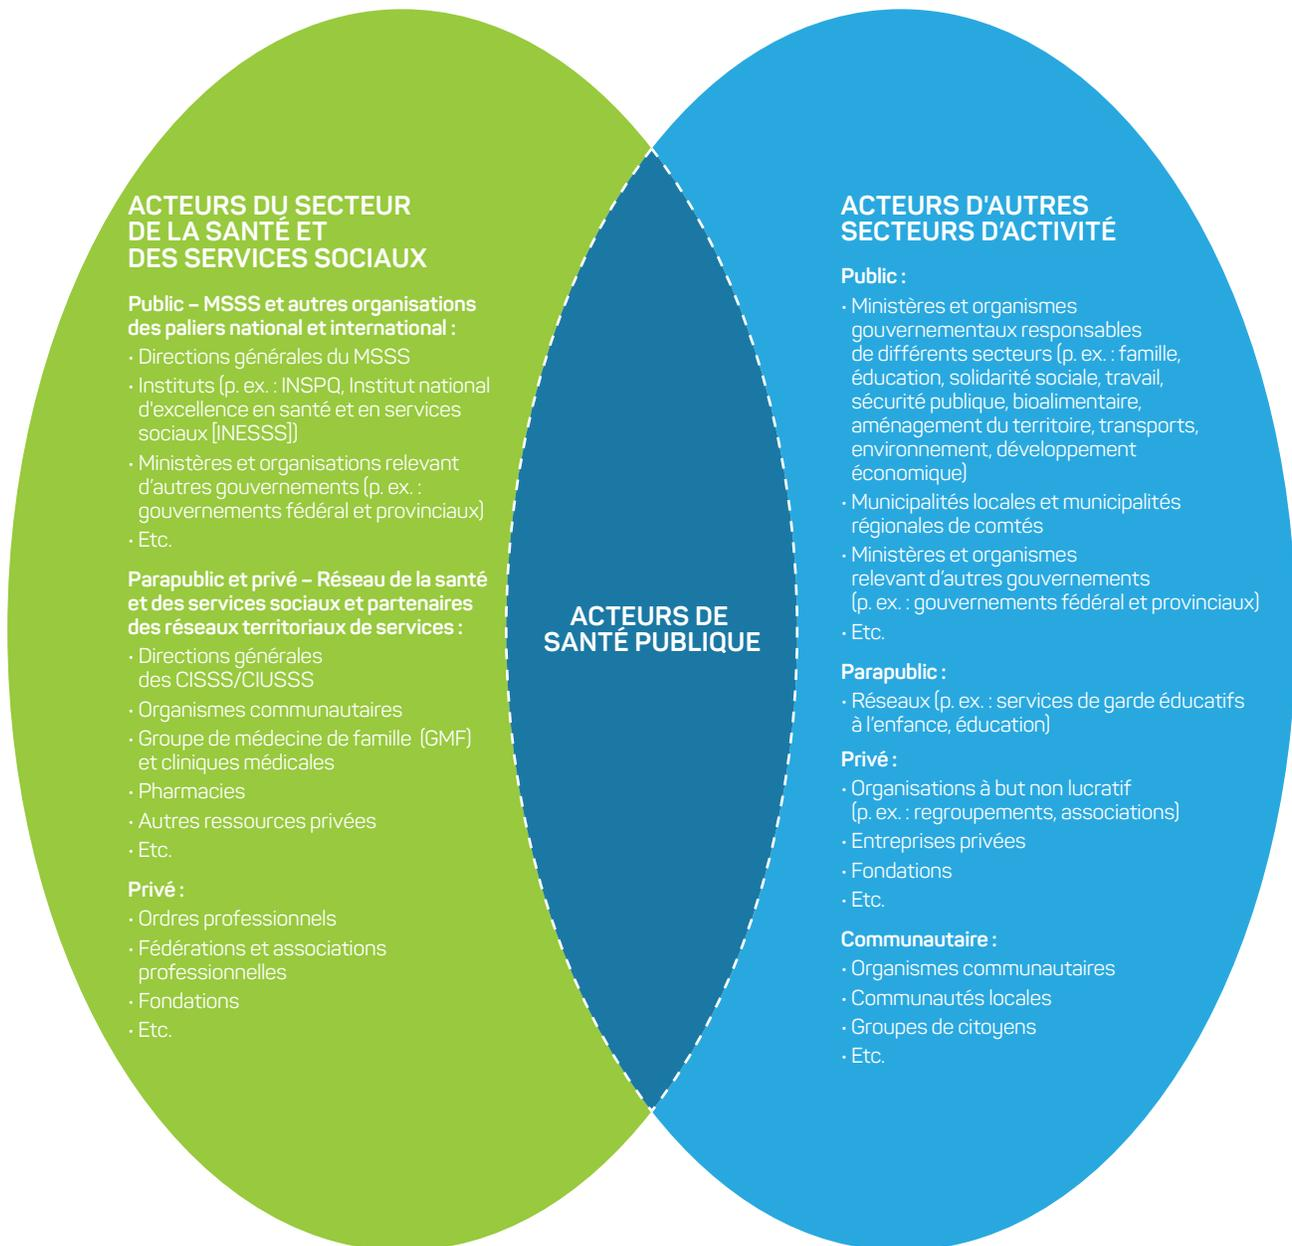 ACTEURS DU SECTEUR
DE LA SANTÉ ET
DES SERVICES SOCIAUX
Public – MSSS et autres organisations
des paliers national et international :
· Directions générales du MSSS
· Instituts (p. ex. : INSPQ, Institut national
d'excellence en santé et en services
sociaux [INESSS])
· Ministères et organisations relevant
d’autres gouvernements (p. ex. :
gouvernements fédéral et provinciaux)
· Etc.
Parapublic et privé – Réseau de la santé
et des services sociaux et partenaires
des réseaux territoriaux de services :
· Directions générales
des CISSS/CIUSSS
· Organismes communautaires
· Groupe de médecine de famille (GMF)
et cliniques médicales
· Pharmacies
· Autres ressources privées
· Etc.
Privé :
· Ordres professionnels
· Fédérations et associations
professionnelles
· Fondations
· Etc.
ACTEURS DE
SANTÉ PUBLIQUE
ACTEURS D'AUTRES
SECTEURS D’ACTIVITÉ
Public :
· Ministères et organismes
gouvernementaux responsables
de différents secteurs (p. ex. : famille,
éducation, solidarité sociale, travail,
sécurité publique, bioalimentaire,
aménagement du territoire, transports,
environnement, développement
économique)
· Municipalités locales et municipalités
régionales de comtés
· Ministères et organismes
relevant d’autres gouvernements
(p. ex. : gouvernements fédéral et provinciaux)
· Etc.
Parapublic :
· Réseaux (p. ex. : services de garde éducatifs
à l’enfance, éducation)
Privé :
· Organisations à but non lucratif
(p. ex. : regroupements, associations)
· Entreprises privées
· Fondations
· Etc.
Communautaire :
· Organismes communautaires
· Communautés locales
· Groupes de citoyens
· Etc.